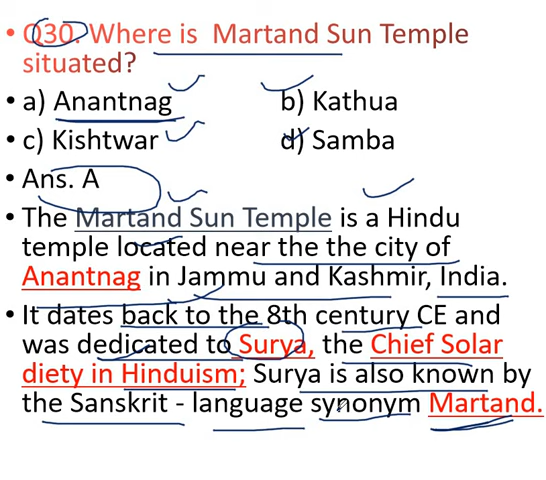 • Q30. Where is Martand Sun Temple
situated?
• a) Anantnag b) Kathua
• c) Kishtwar d) Samba
• Ans. A
• The Martand Sun Temple is a Hindu
temple located near the the city of
Anantnag in Jammu and Kashmir, India.
• It dates back to the 8th century CE and
was dedicated to Surya, the Chief Solar
diety in Hinduism; Surya is also known by
the Sanskrit - language synonym Martand.